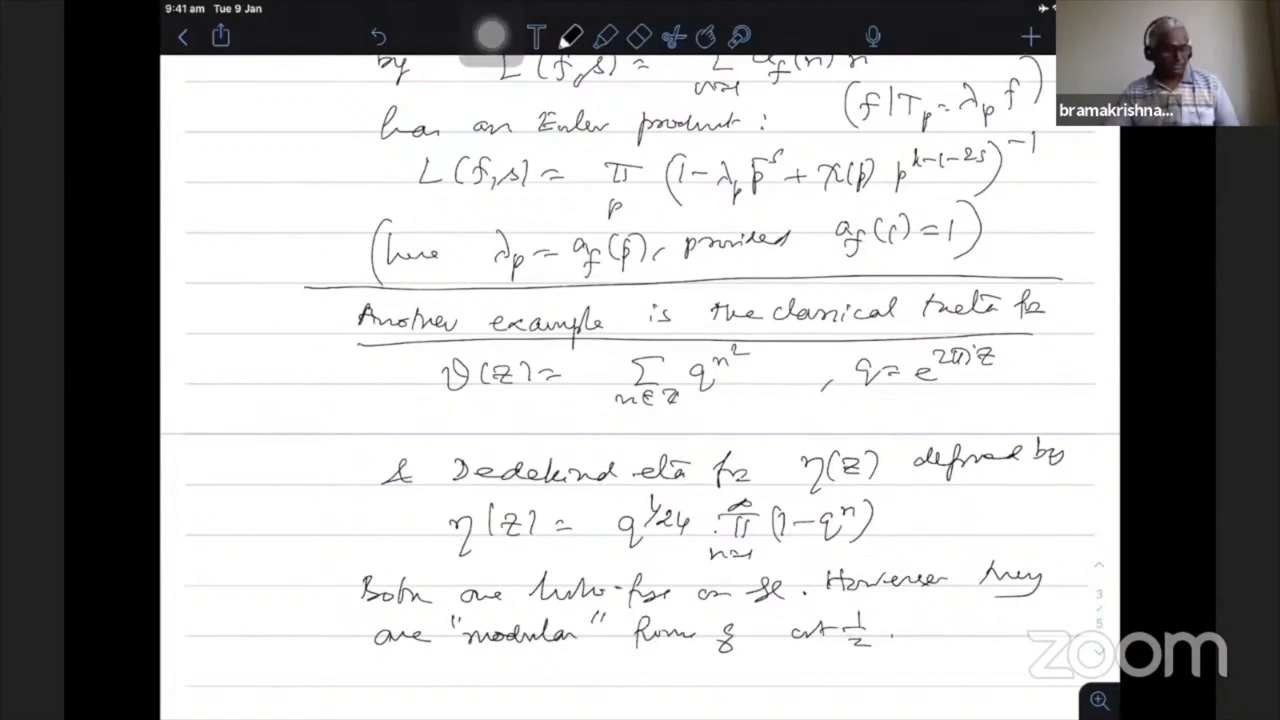 9:41 am Tue 9 Jan
bramakrishna...
by L(f,s) = Σ_{n≥1} a_f(n) n
(f|T_p = λ_p f)
has an Euler product:
L(f,s) = π_p (1 - λ_p p^{-s} + χ(p) p^{k-1-2s})^{-1}
(here λ_p = a_f(p), provided a_f(1) = 1)
Another example is the classical theta fn
ϑ(z) = Σ_{n∈ℤ} q^{n^2} , q = e^{2πiz}
& Dedekind eta fn η(z) defined by
η(z) = q^{1/24} . π_{n=1}^{∞} (1-q^n)
Both are holo-fns on ℋ. However they
are "modular" forms of wt 1/2.
3/5
zoom